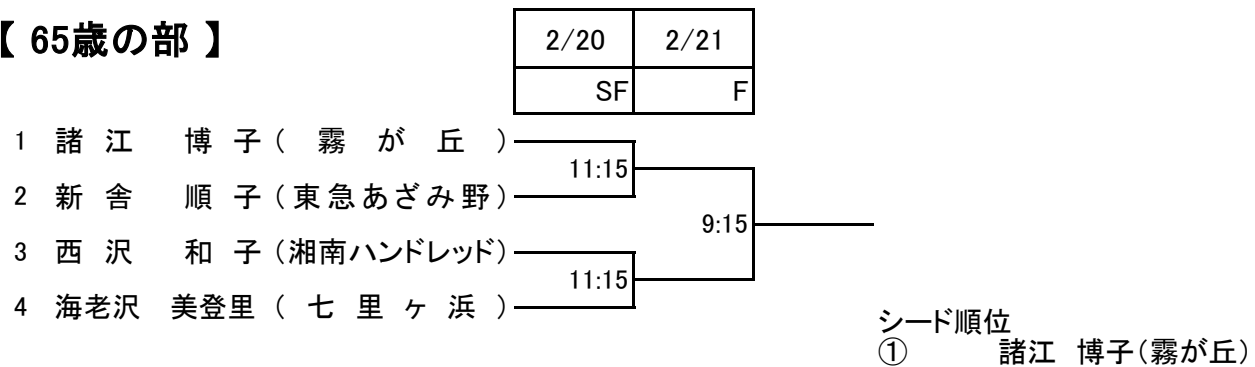 【 65歳の部 】
2/20 2/21
SF F
1 諸 江 博 子 ( 霧 が 丘 )
11:15
2 新 舎 順 子 (東急あざみ野)
9:15
3 西 沢 和 子 (湘南ハンドレッド)
11:15
4 海老沢 美登里 ( 七 里 ヶ 浜 )
シード順位
① 諸江 博子(霧が丘)